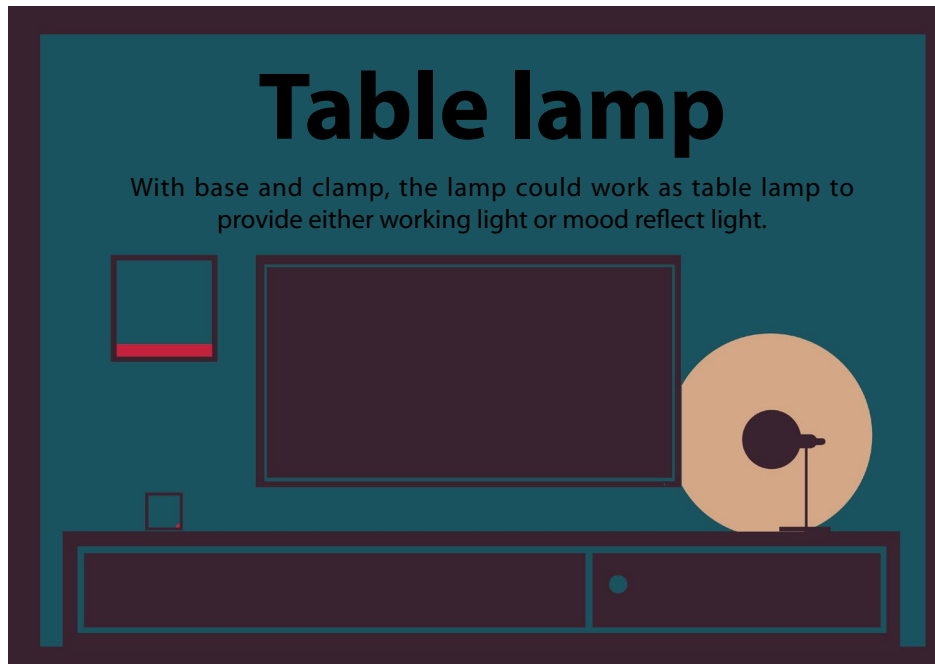 Table lamp
With base and clamp, the lamp could work as table lamp to
provide either working light or mood reflect light.